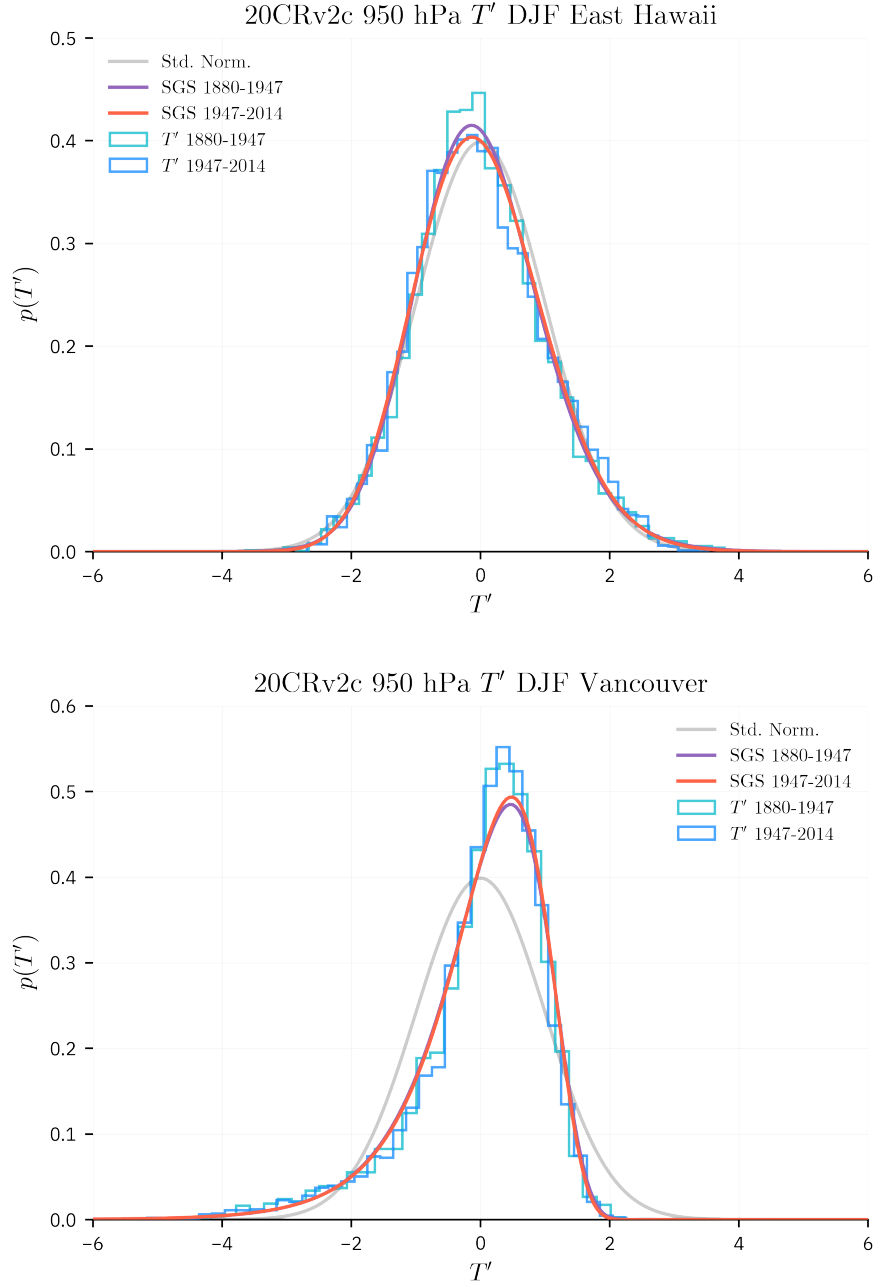 20CRv2c 950 hPa T′ DJF East Hawaii
0.5
0.4
0.3
0.2
0.1
0.0
p(T′)
Std. Norm.
SGS 1880-1947
SGS 1947-2014
T′ 1880-1947
T′ 1947-2014
−6 −4 −2 0 2 4 6
T′
20CRv2c 950 hPa T′ DJF Vancouver
0.6
0.5
0.4
0.3
0.2
0.1
0.0
p(T′)
Std. Norm.
SGS 1880-1947
SGS 1947-2014
T′ 1880-1947
T′ 1947-2014
−6 −4 −2 0 2 4 6
T′